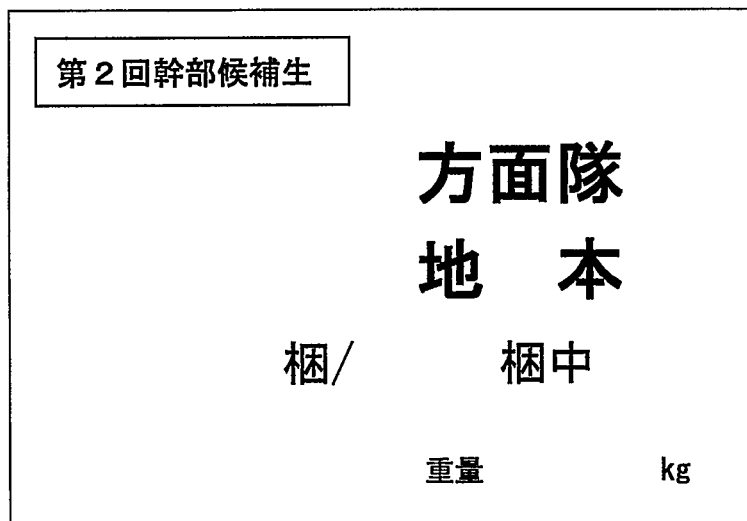 第2回幹部候補生
方面隊
地　本
梱/　　　梱中
重量　　　kg